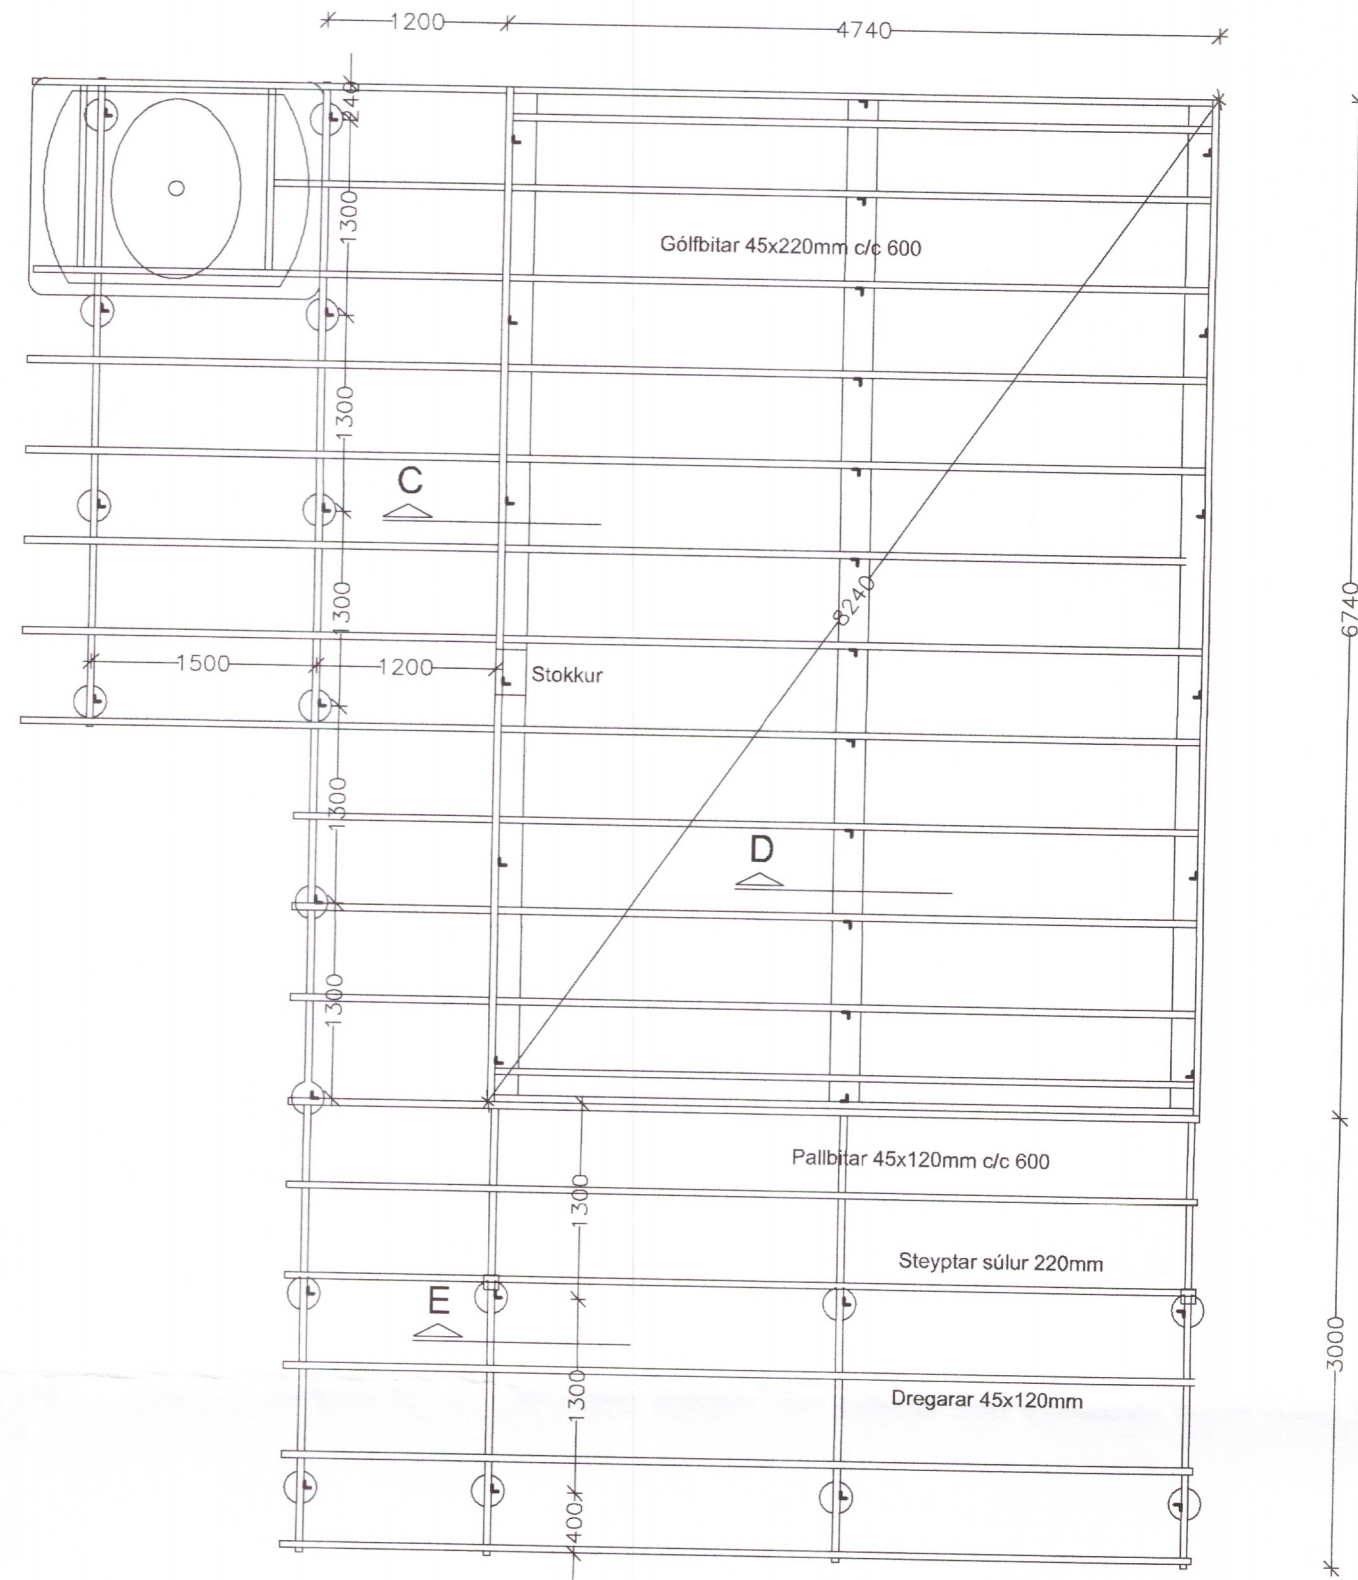 1200
4740
240
1300
Gólfbitar 45x220mm c/c 600
1300
C
8240
6740
1300
1500
1200
Stokkur
1300
D
1300
Pallbitar 45x120mm c/c 600
1300
Steyptar súlur 220mm
E
3000
1300
Dregarar 45x120mm
400